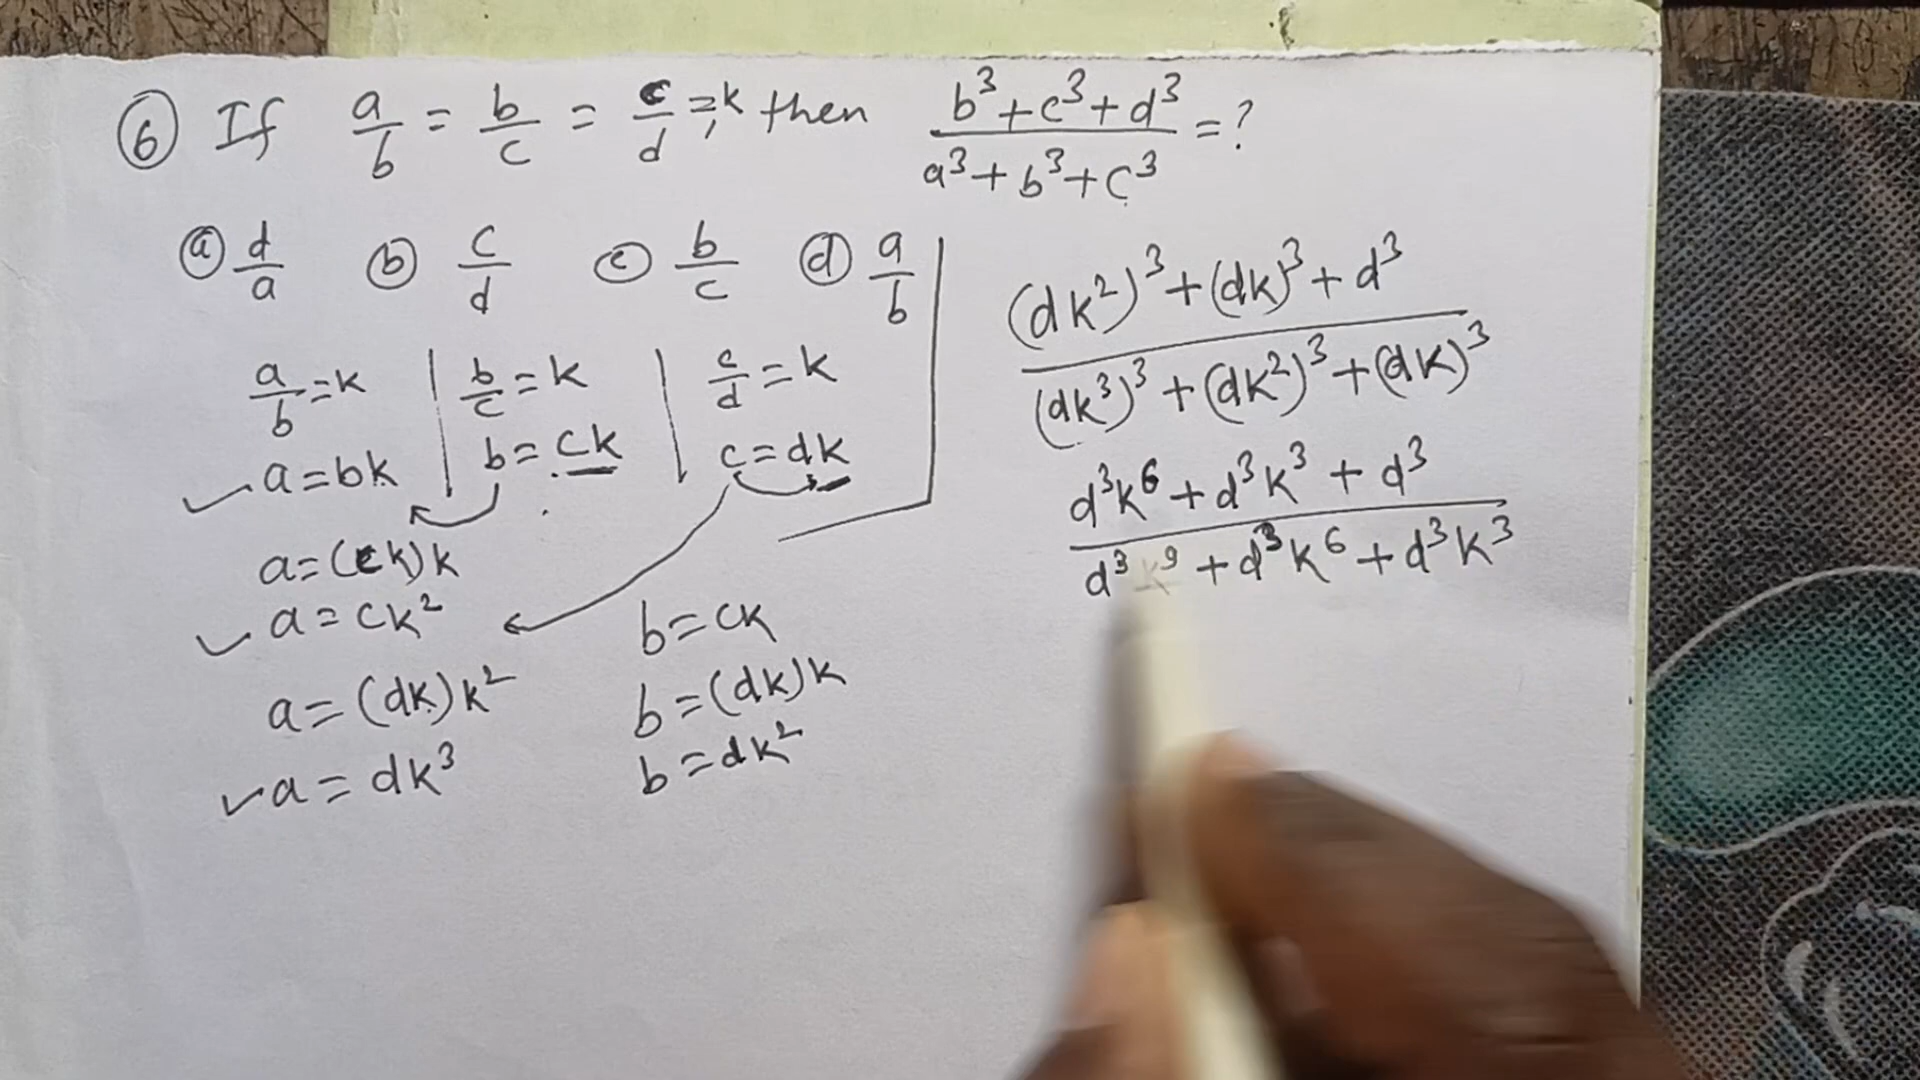 ⑥ If a/b = b/c = c/d = k, then (b³+c³+d³)/(a³+b³+c³) = ?
ⓐ d/a ⓑ c/d ⓒ b/c ⓓ a/b
a/b = k | b/c = k | c/d = k
✓ a = bk | b = ck | c = dk
a = (ck)k
✓ a = ck²
a = (dk)k²
✓ a = dk³
b = ck
b = (dk)k
b = dk²
((dk²)³ + (dk)³ + d³)/((dk³)³ + (dk²)³ + (dk)³)
(d³k⁶ + d³k³ + d³)/(d³k⁹ + d³k⁶ + d³k³)